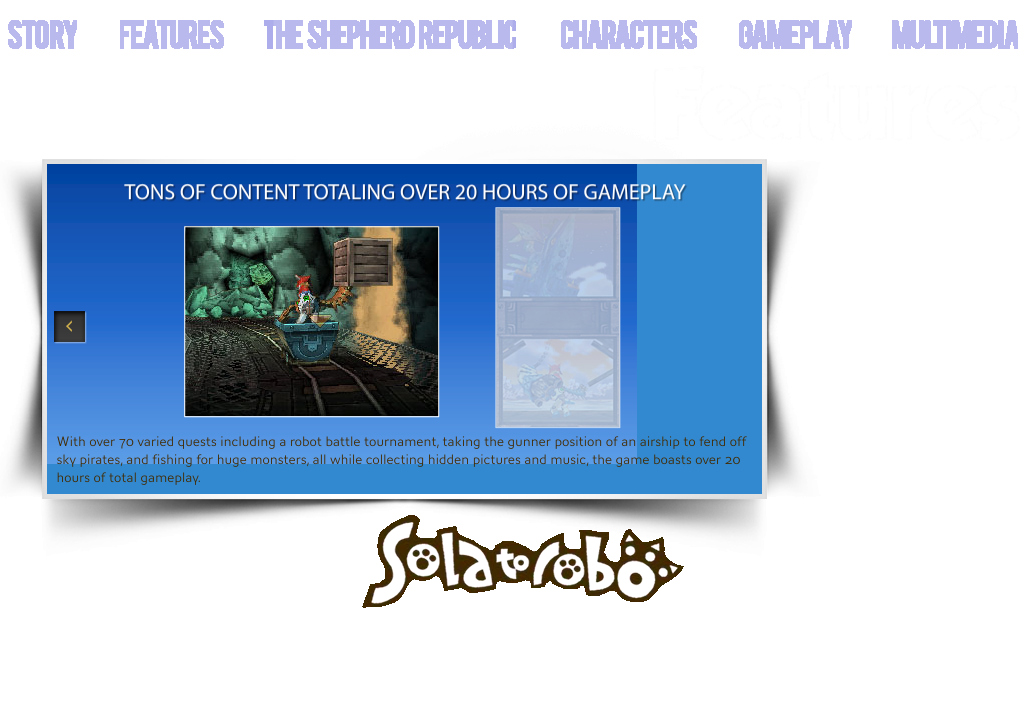 STORY FEATURES THE SHEPHERD REPUBLIC CHARACTERS GAMEPLAY MULTIMEDIA
TONS OF CONTENT TOTALING OVER 20 HOURS OF GAMEPLAY
With over 70 varied quests including a robot battle tournament, taking the gunner position of an airship to fend off
sky pirates, and fishing for huge monsters, all while collecting hidden pictures and music, the game boasts over 20
hours of total gameplay.
Solatorobo